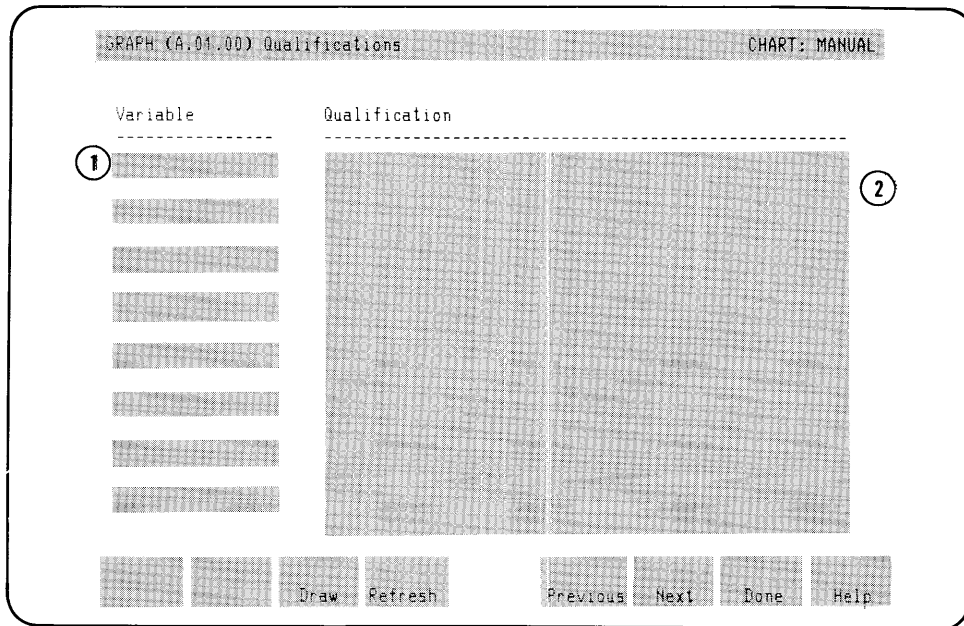 GRAPH (A.01.00) Qualifications CHART: MANUAL
Variable Qualification
1
2
Draw Refresh Previous Next Done Help